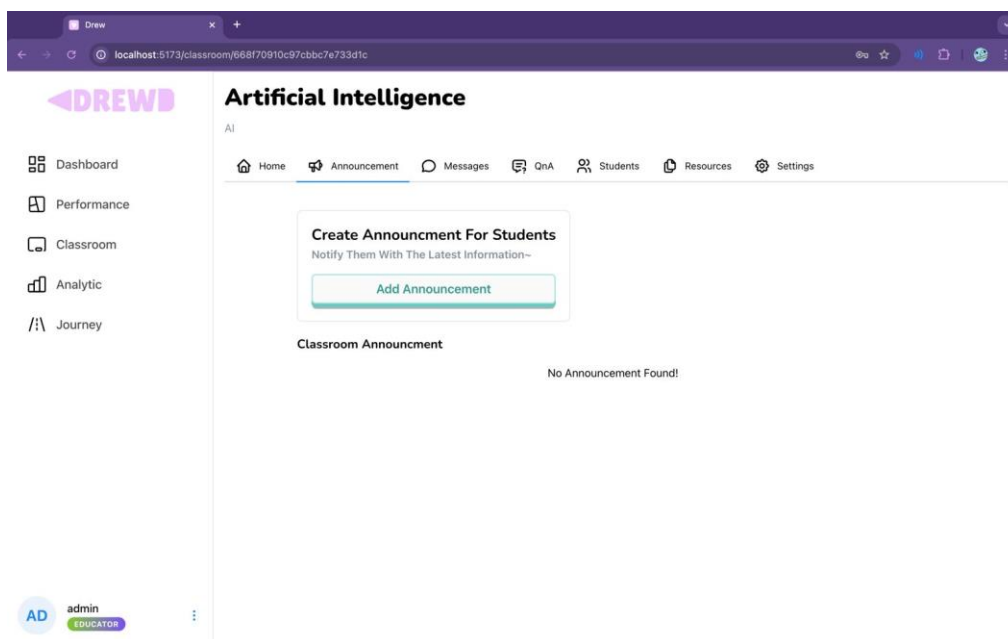 Drew
localhost:5173/classroom/668f70910c97cbbc7e733d1c
DREWD
Artificial Intelligence
AI
Dashboard
Performance
Classroom
Analytic
Journey
Home
Announcement
Messages
QnA
Students
Resources
Settings
Create Announcment For Students
Notify Them With The Latest Information~
Add Announcement
Classroom Announcment
No Announcement Found!
AD
admin
EDUCATOR